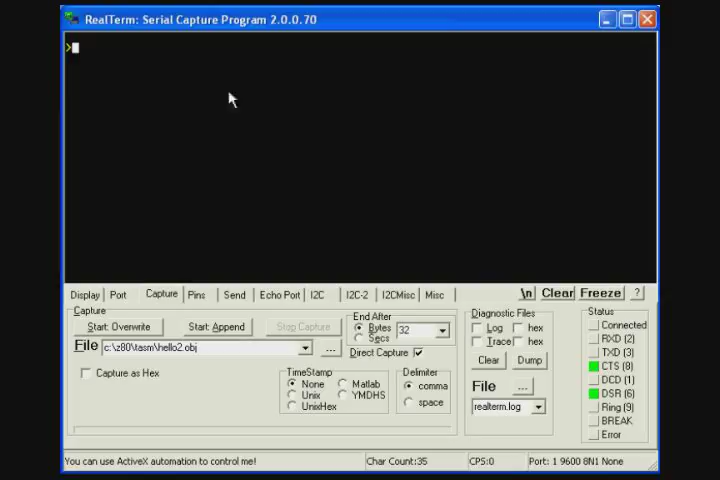 RealTerm: Serial Capture Program 2.0.0.70
>
Display Port Capture Pins Send Echo Port I2C I2C-2 I2CMisc Misc \n Clear Freeze ?
Capture
Start: Overwrite Start: Append Stop Capture
File c:\z80\tasm\hello2.obj ...
Capture as Hex
End After
Bytes
Secs
32
Direct Capture
TimeStamp
None Matlab
Unix YMDHS
UnixHex
Delimiter
comma
space
Diagnostic Files
Log hex
Trace hex
Clear Dump
File ...
realterm.log
Status
Connected
RXD (2)
TXD (3)
CTS (8)
DCD (1)
DSR (6)
Ring (9)
BREAK
Error
You can use ActiveX automation to control me! Char Count:35 CPS:0 Port: 1 9600 8N1 None